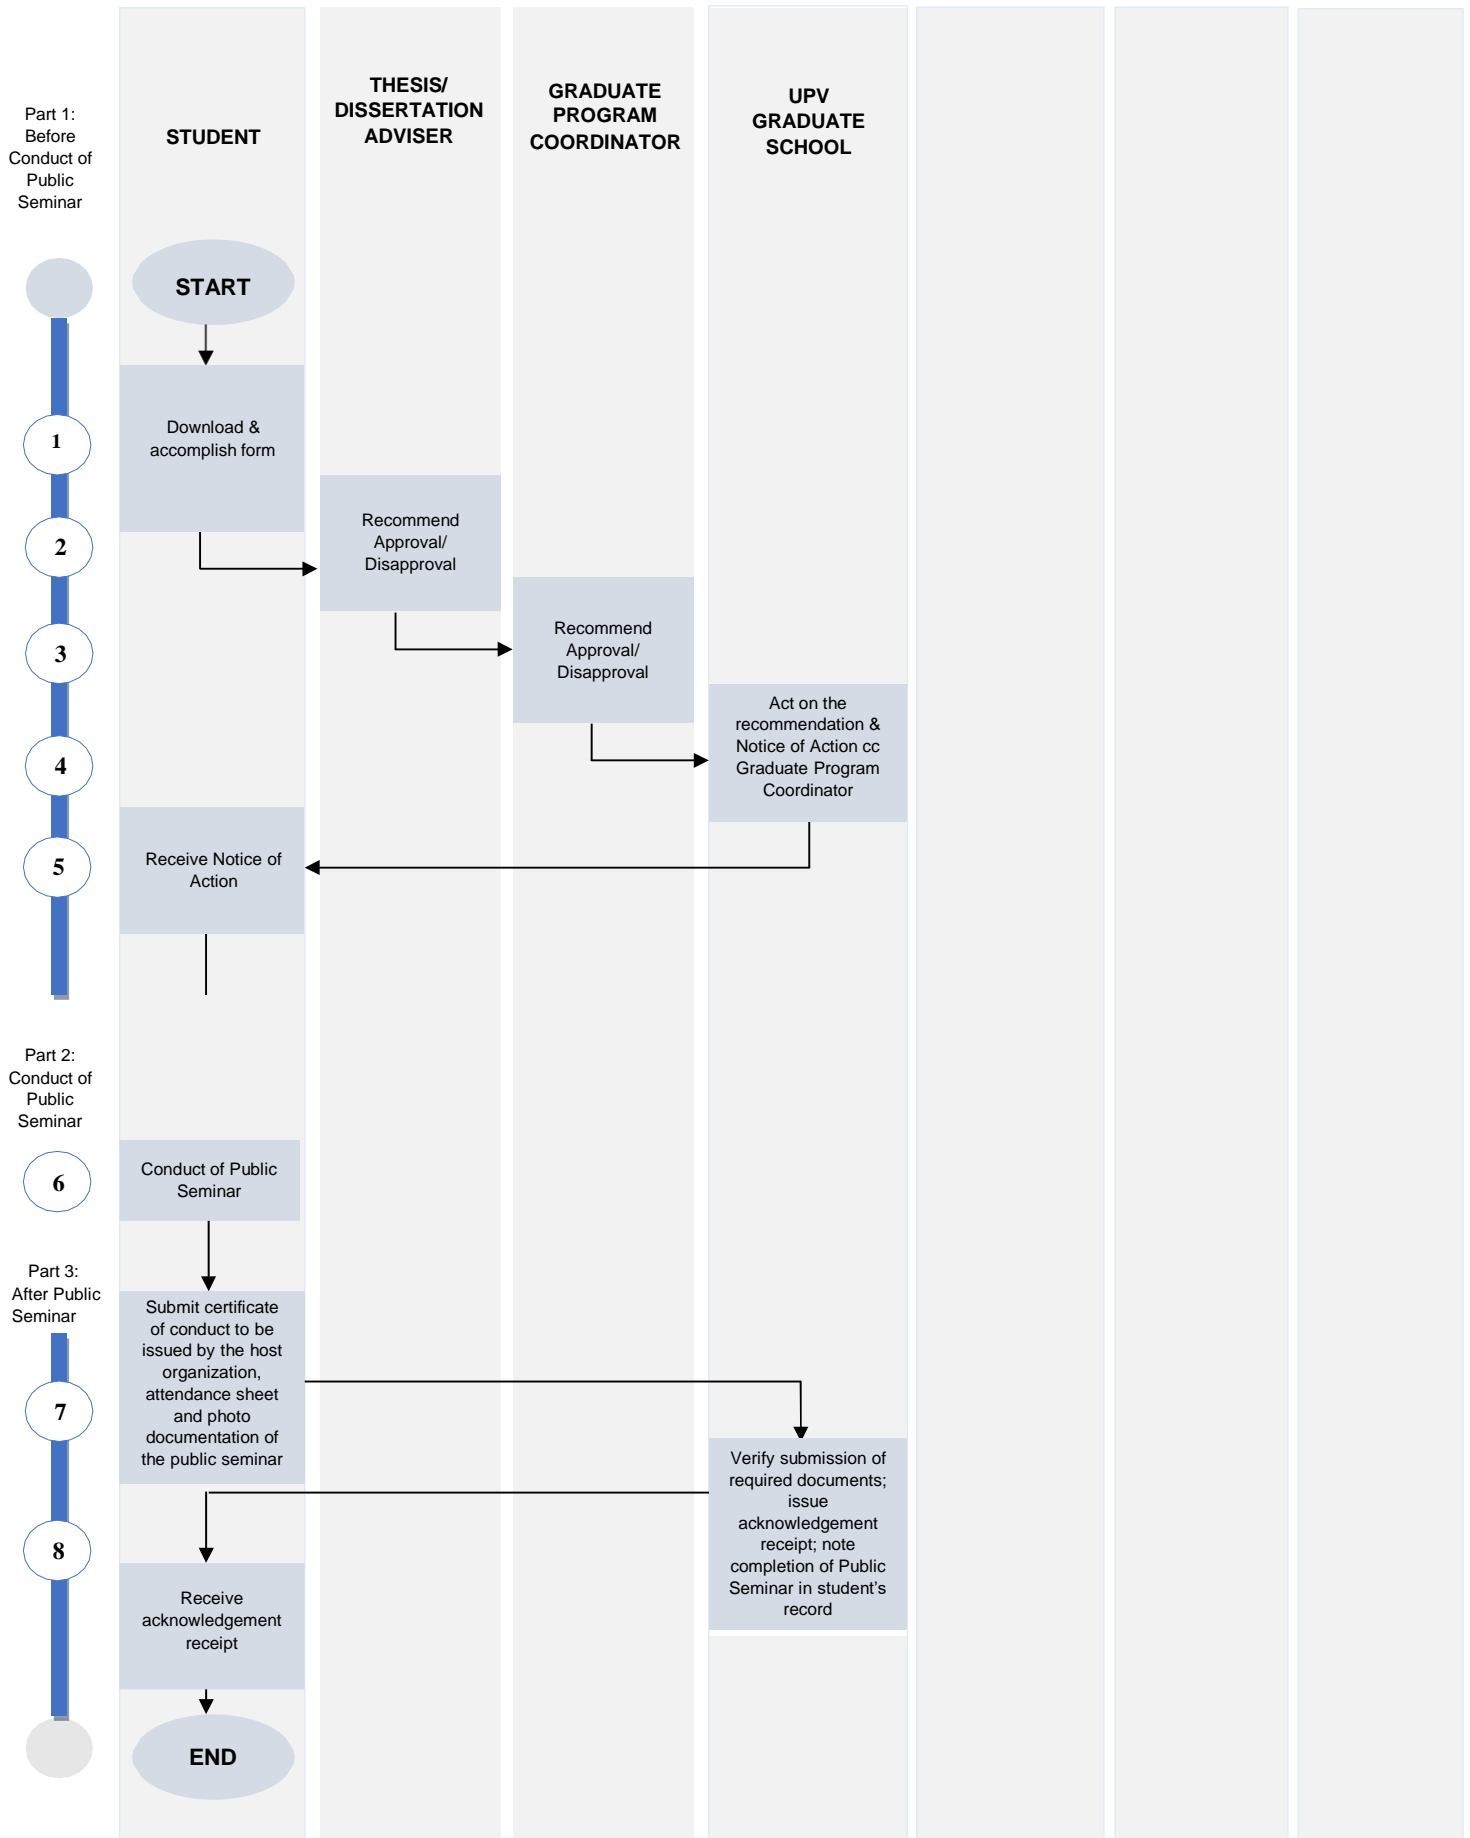 Part 1:
Before
Conduct of
Public
Seminar
STUDENT
THESIS/
DISSERTATION
ADVISER
GRADUATE
PROGRAM
COORDINATOR
UPV
GRADUATE
SCHOOL
START
1
Download &
accomplish form
2
Recommend
Approval/
Disapproval
3
Recommend
Approval/
Disapproval
4
Act on the
recommendation &
Notice of Action cc
Graduate Program
Coordinator
5
Receive Notice of
Action
Part 2:
Conduct of
Public
Seminar
6
Conduct of Public
Seminar
Part 3:
After Public
Seminar
7
Submit certificate
of conduct to be
issued by the host
organization,
attendance sheet
and photo
documentation of
the public seminar
Verify submission of
required documents;
issue
acknowledgement
receipt; note
completion of Public
Seminar in student’s
record
8
Receive
acknowledgement
receipt
END